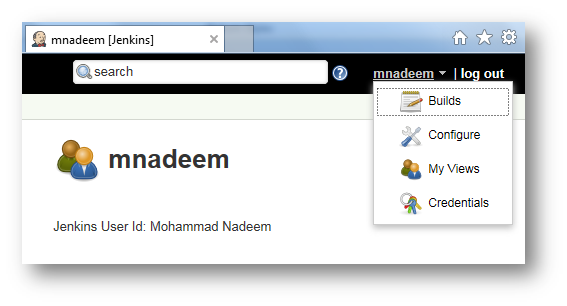 mnadeem [Jenkins]
search
mnadeem | log out
Builds
Configure
My Views
Credentials
mnadeem
Jenkins User Id: Mohammad Nadeem